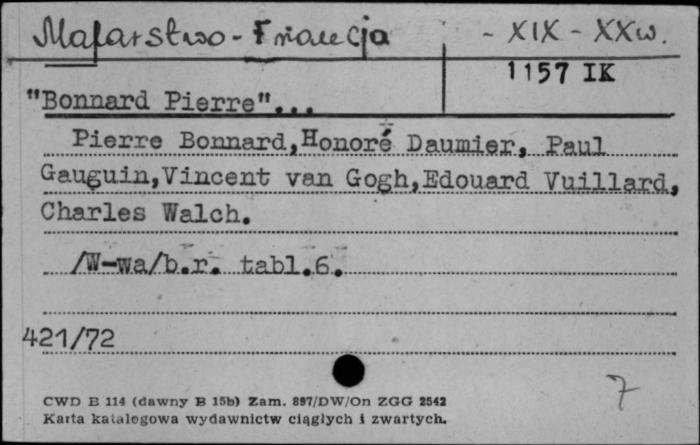 Malarstwo - Francja - XIX - XXw.
1157 IK
"Bonnard Pierre"...
Pierre Bonnard,Honoré Daumier, Paul
Gauguin,Vincent van Gogh,Edouard Vuillard,
Charles Walch.
/W-wa/b.r. tabl.6.
421/72
7
CWD B 114 (dawny B 15b) Zam. 897/DW/On ZGG 2542
Karta katalogowa wydawnictw ciągłych i zwartych.